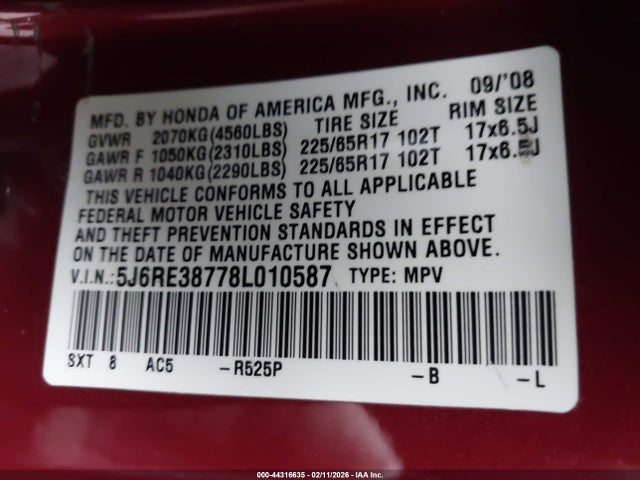 MFD. BY HONDA OF AMERICA MFG., INC. 09/'08
GVWR 2070KG(4560LBS) TIRE SIZE RIM SIZE
GAWR F 1050KG(2310LBS) 225/65R17 102T 17x6.5J
GAWR R 1040KG(2290LBS) 225/65R17 102T 17x6.5J
THIS VEHICLE CONFORMS TO ALL APPLICABLE
FEDERAL MOTOR VEHICLE SAFETY
AND THEFT PREVENTION STANDARDS IN EFFECT
ON THE DATE OF MANUFACTURE SHOWN ABOVE.
V.I.N.:5J6RE38778L010587 TYPE: MPV
SXT 8 AC5 -R525P -B -L
000-44316635 - 02/11/2026 - IAA Inc.